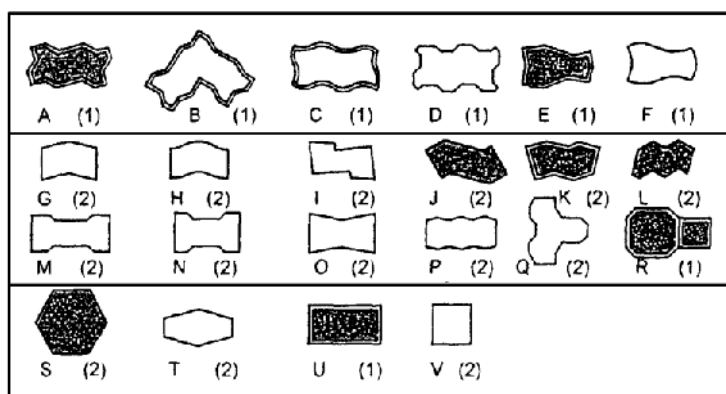 A (1) B (1) C (1) D (1) E (1) F (1)
G (2) H (2) I (2) J (2) K (2) L (2)
M (2) N (2) O (2) P (2) Q (2) R (1)
S (2) T (2) U (1) V (2)